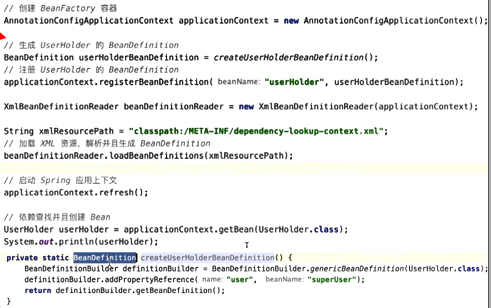 // 创建 BeanFactory 容器
AnnotationConfigApplicationContext applicationContext = new AnnotationConfigApplicationContext();
// 生成 UserHolder 的 BeanDefinition
BeanDefinition userHolderBeanDefinition = createUserHolderBeanDefinition();
// 注册 UserHolder 的 BeanDefinition
applicationContext.registerBeanDefinition( beanName: "userHolder", userHolderBeanDefinition);
XmlBeanDefinitionReader beanDefinitionReader = new XmlBeanDefinitionReader(applicationContext);
String xmlResourcePath = "classpath:/META-INF/dependency-lookup-context.xml";
// 加载 XML 资源，解析并且生成 BeanDefinition
beanDefinitionReader.loadBeanDefinitions(xmlResourcePath);
// 启动 Spring 应用上下文
applicationContext.refresh();
// 依赖查找并且创建 Bean
UserHolder userHolder = applicationContext.getBean(UserHolder.class);
System.out.println(userHolder);
private static BeanDefinition createUserHolderBeanDefinition() {
BeanDefinitionBuilder definitionBuilder = BeanDefinitionBuilder.genericBeanDefinition(UserHolder.class);
definitionBuilder.addPropertyReference( name: "user", beanName: "superUser");
return definitionBuilder.getBeanDefinition();
}